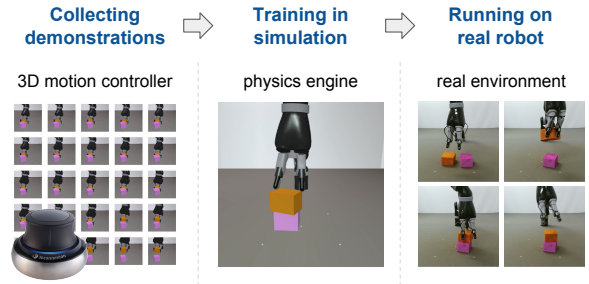 Collecting
demonstrations
Training in
simulation
Running on
real robot
3D motion controller
physics engine
real environment